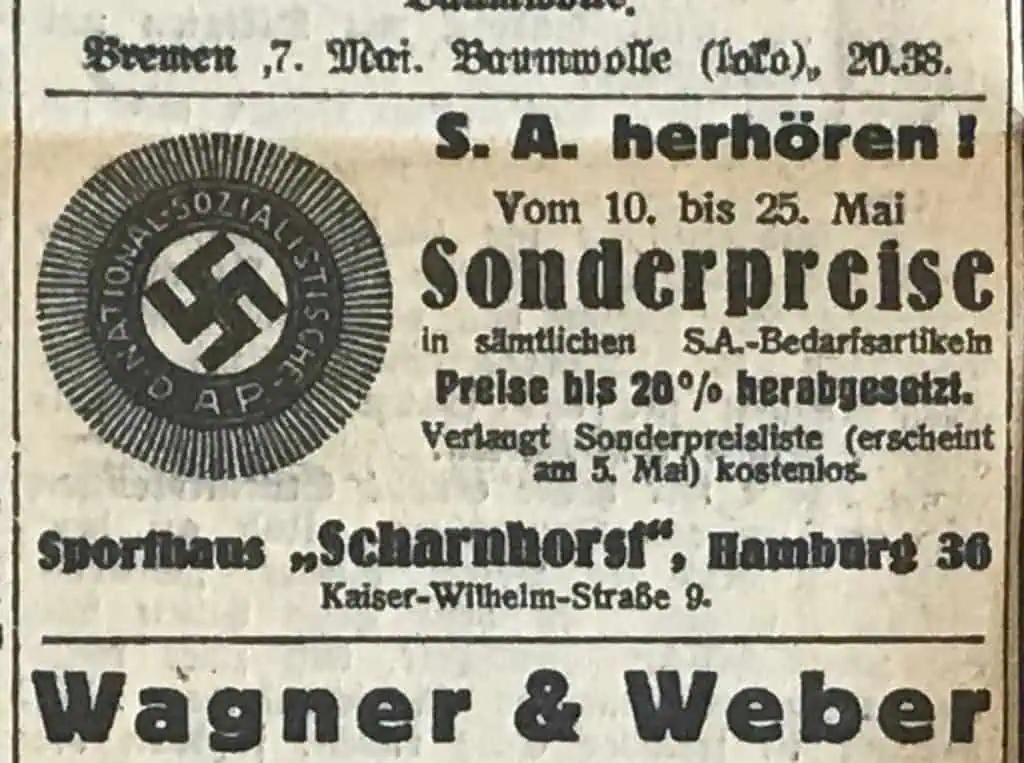 Baumwolle.
Bremen ,7. Mai. Baumwolle (loko), 20.38.
NATIONAL-SOZIALISTISCHE
D.A.P.
S. A. herhören !
Vom 10. bis 25. Mai
Sonderpreise
in sämtlichen S.A.-Bedarfsartikeln
Preise bis 20% herabgesetzt.
Verlangt Sonderpreisliste (erscheint
am 5. Mai) kostenlos.
Sporthaus „Scharnhorst“, Hamburg 36
Kaiser-Wilhelm-Straße 9.
Wagner & Weber